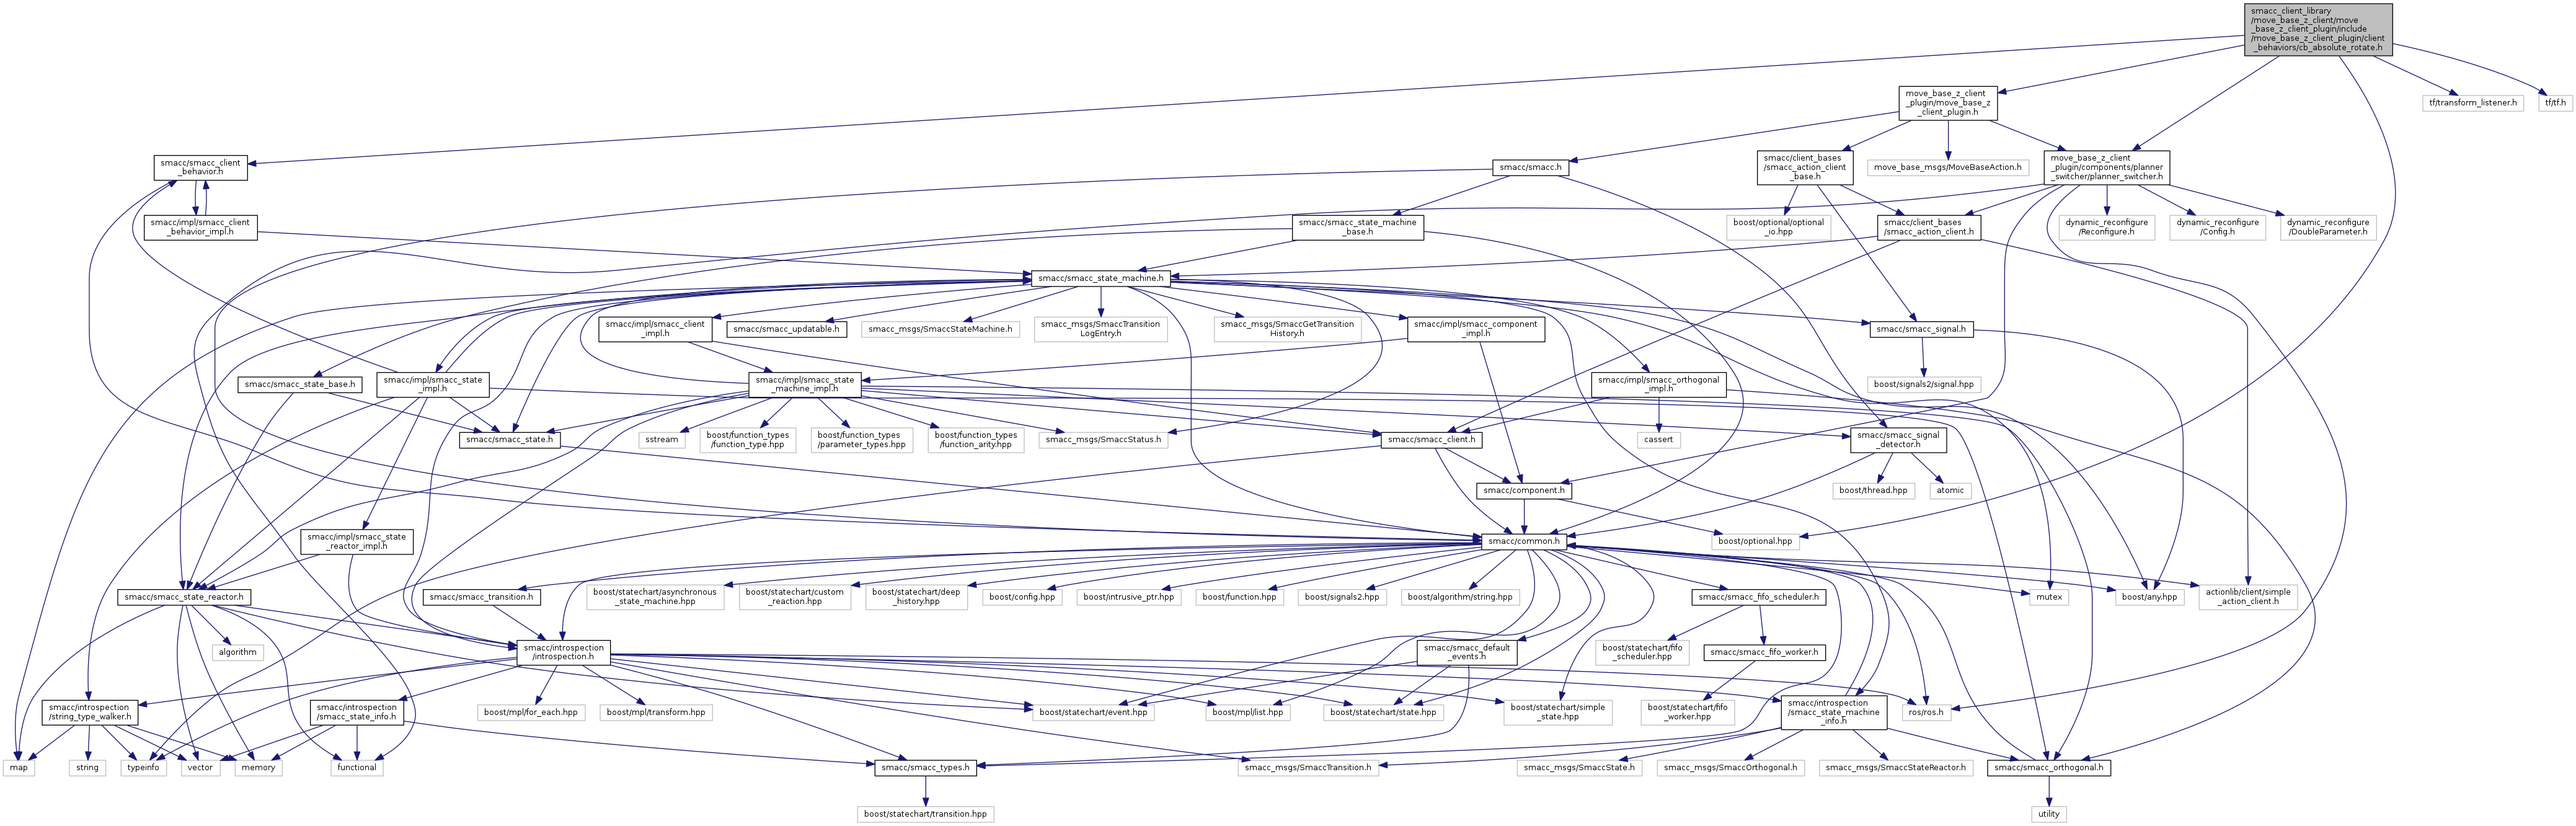 smacc_client_library
/move_base_z_client/move
_base_z_client_plugin/include
/move_base_z_client_plugin/client
_behaviors/cb_absolute_rotate.h
move_base_z_client
_plugin/move_base_z
_client_plugin.h
tf/transform_listener.h
tf/tf.h
smacc/smacc_client
_behavior.h
smacc/smacc.h
smacc/client_bases
/smacc_action_client
_base.h
move_base_msgs/MoveBaseAction.h
move_base_z_client
_plugin/components/planner
_switcher/planner_switcher.h
smacc/impl/smacc_client
_behavior_impl.h
smacc/smacc_state_machine
_base.h
boost/optional/optional
_io.hpp
smacc/client_bases
/smacc_action_client.h
dynamic_reconfigure
/Reconfigure.h
dynamic_reconfigure
/Config.h
dynamic_reconfigure
/DoubleParameter.h
smacc/smacc_state_machine.h
smacc/impl/smacc_client
_impl.h
smacc/smacc_updatable.h
smacc_msgs/SmaccStateMachine.h
smacc_msgs/SmaccTransition
LogEntry.h
smacc_msgs/SmaccGetTransition
History.h
smacc/impl/smacc_component
_impl.h
smacc/smacc_signal.h
smacc/smacc_state_base.h
smacc/impl/smacc_state
_impl.h
smacc/impl/smacc_state
_machine_impl.h
smacc/impl/smacc_orthogonal
_impl.h
boost/signals2/signal.hpp
smacc/smacc_state.h
sstream
boost/function_types
/function_type.hpp
boost/function_types
/parameter_types.hpp
boost/function_types
/function_arity.hpp
smacc_msgs/SmaccStatus.h
smacc/smacc_client.h
cassert
smacc/smacc_signal
_detector.h
smacc/component.h
boost/thread.hpp
atomic
smacc/impl/smacc_state
_reactor_impl.h
smacc/common.h
boost/optional.hpp
smacc/smacc_state_reactor.h
smacc/smacc_transition.h
boost/statechart/asynchronous
_state_machine.hpp
boost/statechart/custom
_reaction.hpp
boost/statechart/deep
_history.hpp
boost/config.hpp
boost/intrusive_ptr.hpp
boost/function.hpp
boost/signals2.hpp
boost/algorithm/string.hpp
smacc/smacc_fifo_scheduler.h
mutex
boost/any.hpp
actionlib/client/simple
_action_client.h
algorithm
smacc/introspection
/introspection.h
smacc/smacc_default
_events.h
boost/statechart/fifo
_scheduler.hpp
smacc/smacc_fifo_worker.h
smacc/introspection
/string_type_walker.h
smacc/introspection
/smacc_state_info.h
boost/mpl/for_each.hpp
boost/mpl/transform.hpp
boost/statechart/event.hpp
boost/mpl/list.hpp
boost/statechart/state.hpp
boost/statechart/simple
_state.hpp
boost/statechart/fifo
_worker.hpp
smacc/introspection
/smacc_state_machine
_info.h
ros/ros.h
map
string
typeinfo
vector
memory
functional
smacc/smacc_types.h
smacc_msgs/SmaccTransition.h
smacc_msgs/SmaccState.h
smacc_msgs/SmaccOrthogonal.h
smacc_msgs/SmaccStateReactor.h
smacc/smacc_orthogonal.h
boost/statechart/transition.hpp
utility